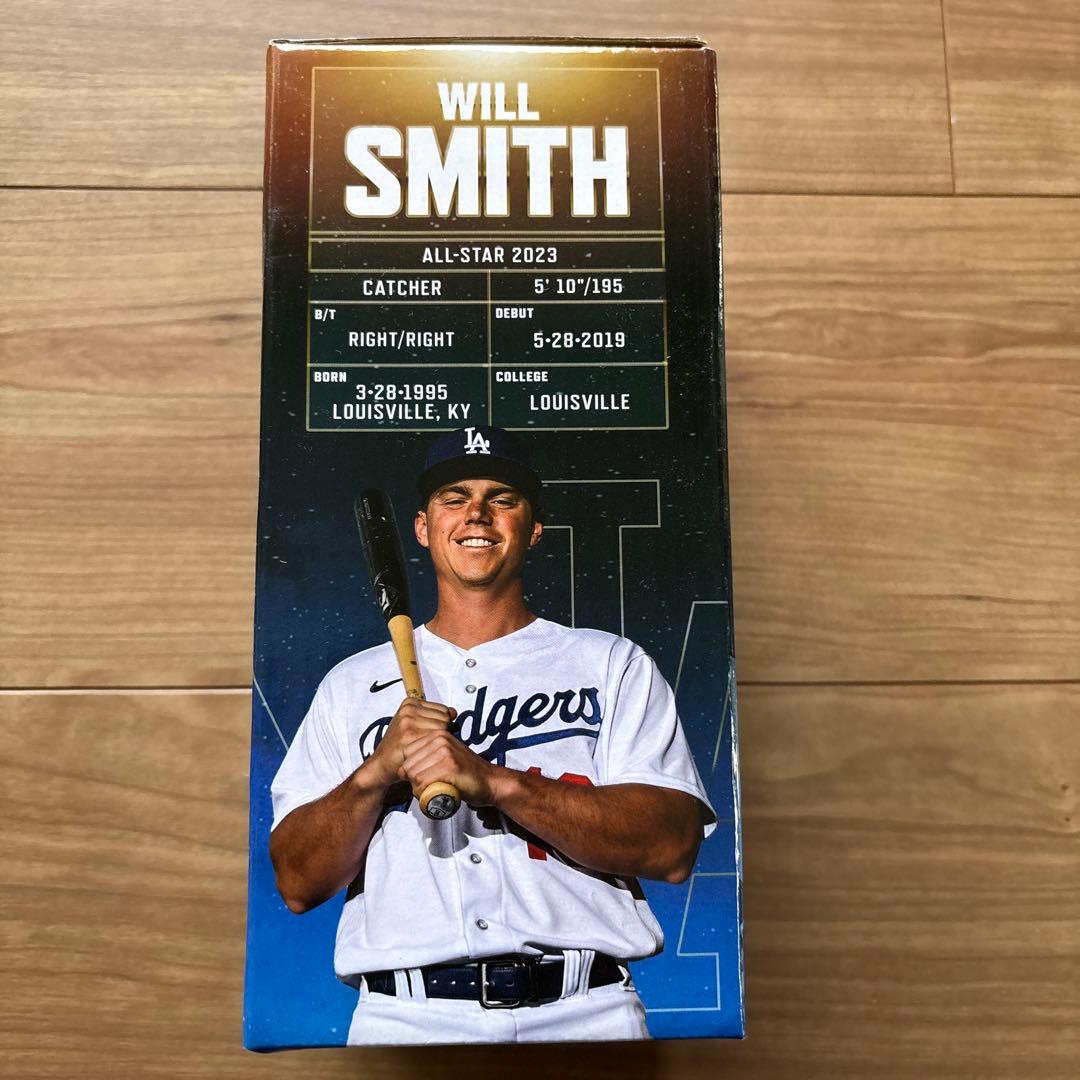 WILL
SMITH
ALL-STAR 2023
CATCHER
5' 10"/195
B/T
RIGHT/RIGHT
DEBUT
5•28•2019
BORN
3•28•1995
LOUISVILLE, KY
COLLEGE
LOUISVILLE
LA
Dodgers